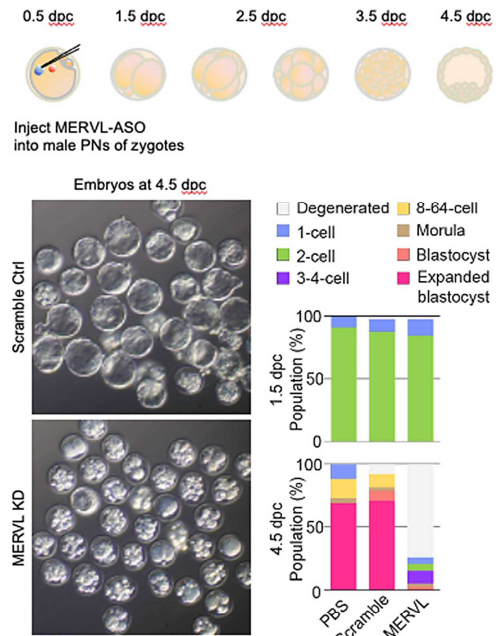 0.5 dpc 1.5 dpc 2.5 dpc 3.5 dpc 4.5 dpc
Inject MERVL-ASO
into male PNs of zygotes
Embryos at 4.5 dpc
Scramble Ctrl
MERVL KD
Degenerated
1-cell
2-cell
3-4-cell
8-64-cell
Morula
Blastocyst
Expanded
blastocyst
1.5 dpc
Population (%)
100
50
0
4.5 dpc
Population (%)
100
50
0
PBS
Scramble
MERVL